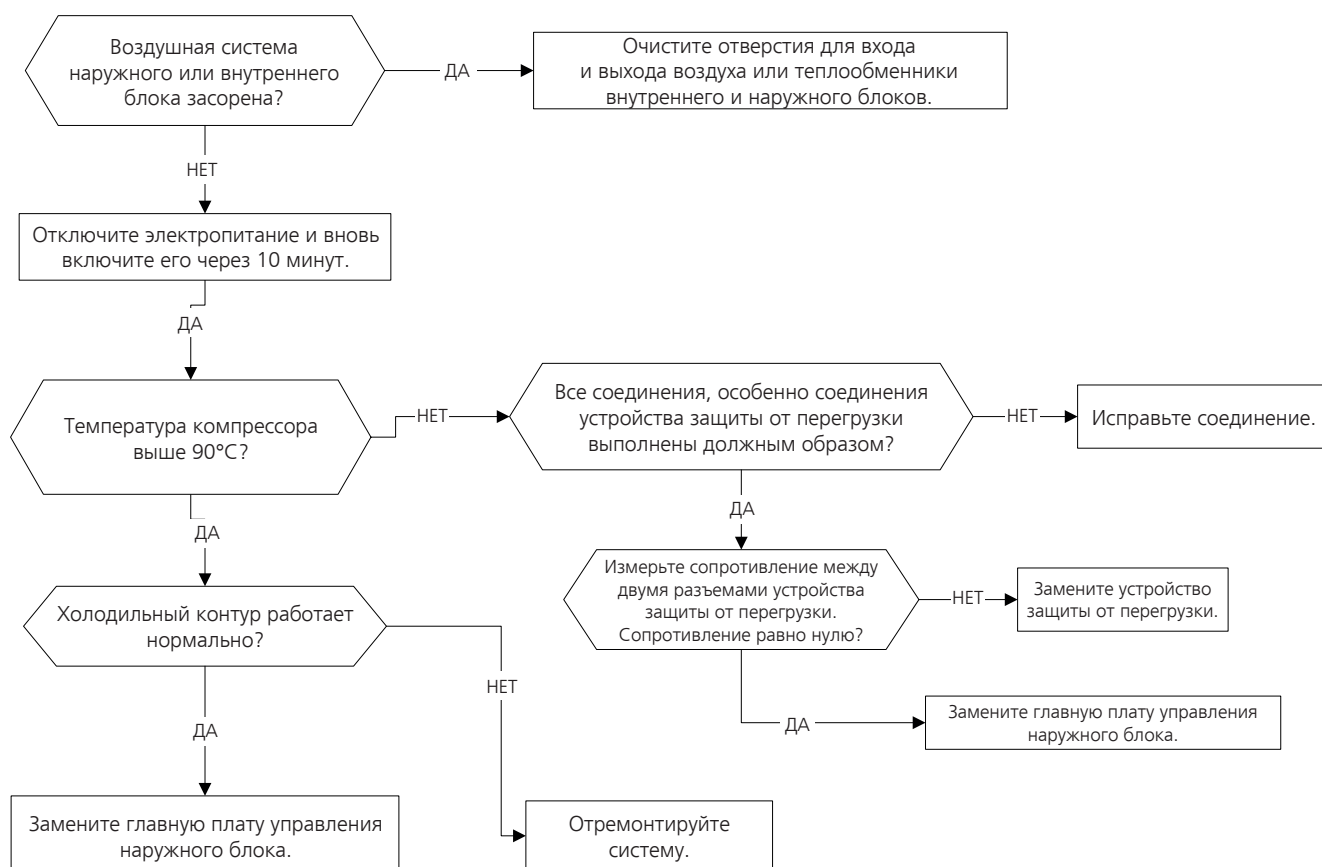 Воздушная система
наружного или внутреннего
блока засорена?
ДА
Очистите отверстия для входа
и выхода воздуха или теплообменники
внутреннего и наружного блоков.
НЕТ
Отключите электропитание и вновь
включите его через 10 минут.
ДА
Температура компрессора
выше 90°C?
НЕТ
Все соединения, особенно соединения
устройства защиты от перегрузки
выполнены должным образом?
НЕТ
Исправьте соединение.
ДА
ДА
Измерьте сопротивление между
двумя разъемами устройства
защиты от перегрузки.
Сопротивление равно нулю?
НЕТ
Замените устройство
защиты от перегрузки.
Холодильный контур работает
нормально?
НЕТ
ДА
ДА
Замените главную плату управления
наружного блока.
Замените главную плату управления
наружного блока.
Отремонтируйте
систему.